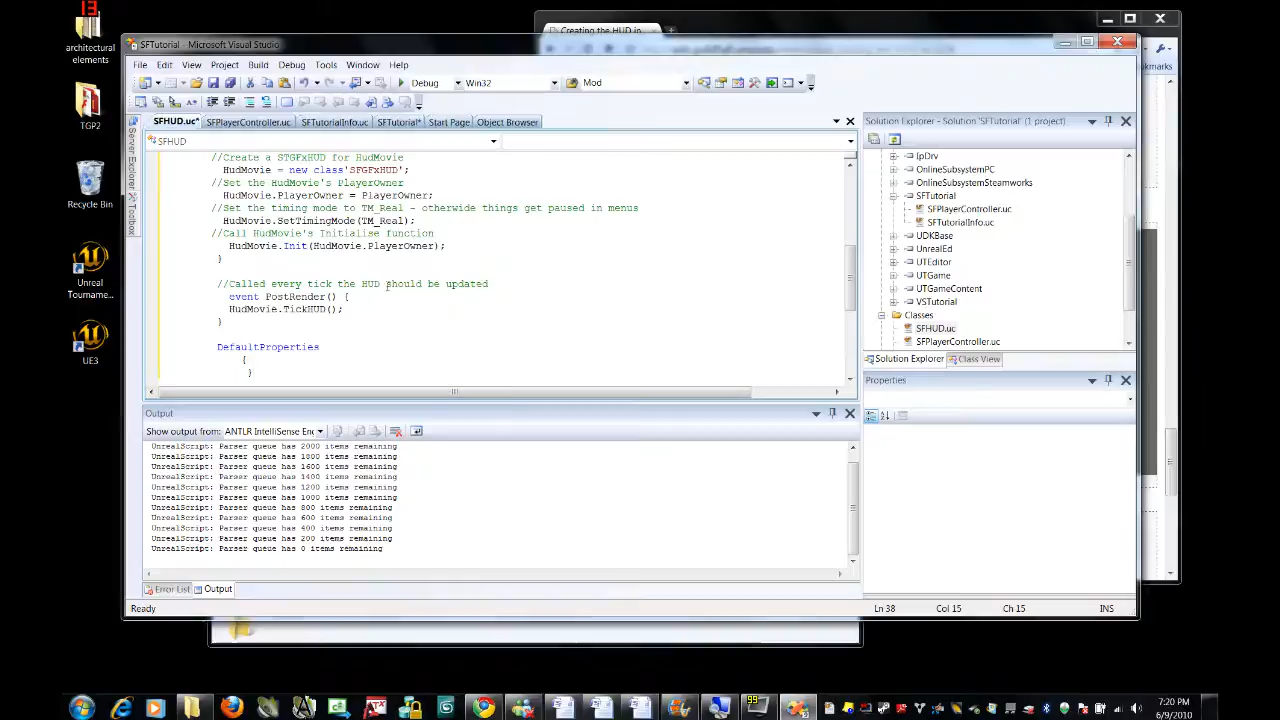 13
architectural
elements
TGP2
Recycle Bin
Unreal
Tourname...
UE3
Creating the HUD in
SFTutorial - Microsoft Visual Studio
File Edit View Project Build Debug Tools Window Help
Debug Win32 Mod
SFHUD.uc* SFPlayerController.uc SFTutorialInfo.uc SFTutorial* Start Page Object Browser
SFHUD
Server Explorer
Toolbox
//Create a STGFxHUD for HudMovie
HudMovie = new class'SFGFxHUD';
//Set the HudMovie's PlayerOwner
HudMovie.PlayerOwner = PlayerOwner;
//Set the timing mode to TM_Real - otherwide things get paused in menus
HudMovie.SetTimingMode(TM_Real);
//Call HudMovie's Initialise function
HudMovie.Init(HudMovie.PlayerOwner);
}
//Called every tick the HUD should be updated
event PostRender() {
HudMovie.TickHUD();
}
DefaultProperties
{
}
Solution Explorer - Solution 'SFTutorial' (1 project)
IpDrv
OnlineSubsystemPC
OnlineSubsystemSteamworks
SFTutorial
SFPlayerController.uc
SFTutorialInfo.uc
UDKBase
UnrealEd
UTEditor
UTGame
UTGameContent
VSTutorial
Classes
SFHUD.uc
SFPlayerController.uc
Solution Explorer Class View
Properties
Output
Show output from: ANTLR IntelliSense Eng
UnrealScript: Parser queue has 2000 items remaining
UnrealScript: Parser queue has 1800 items remaining
UnrealScript: Parser queue has 1600 items remaining
UnrealScript: Parser queue has 1400 items remaining
UnrealScript: Parser queue has 1200 items remaining
UnrealScript: Parser queue has 1000 items remaining
UnrealScript: Parser queue has 800 items remaining
UnrealScript: Parser queue has 600 items remaining
UnrealScript: Parser queue has 400 items remaining
UnrealScript: Parser queue has 200 items remaining
UnrealScript: Parser queue has 0 items remaining
Error List Output
Ready Ln 38 Col 15 Ch 15 INS
99
7:20 PM
6/9/2010